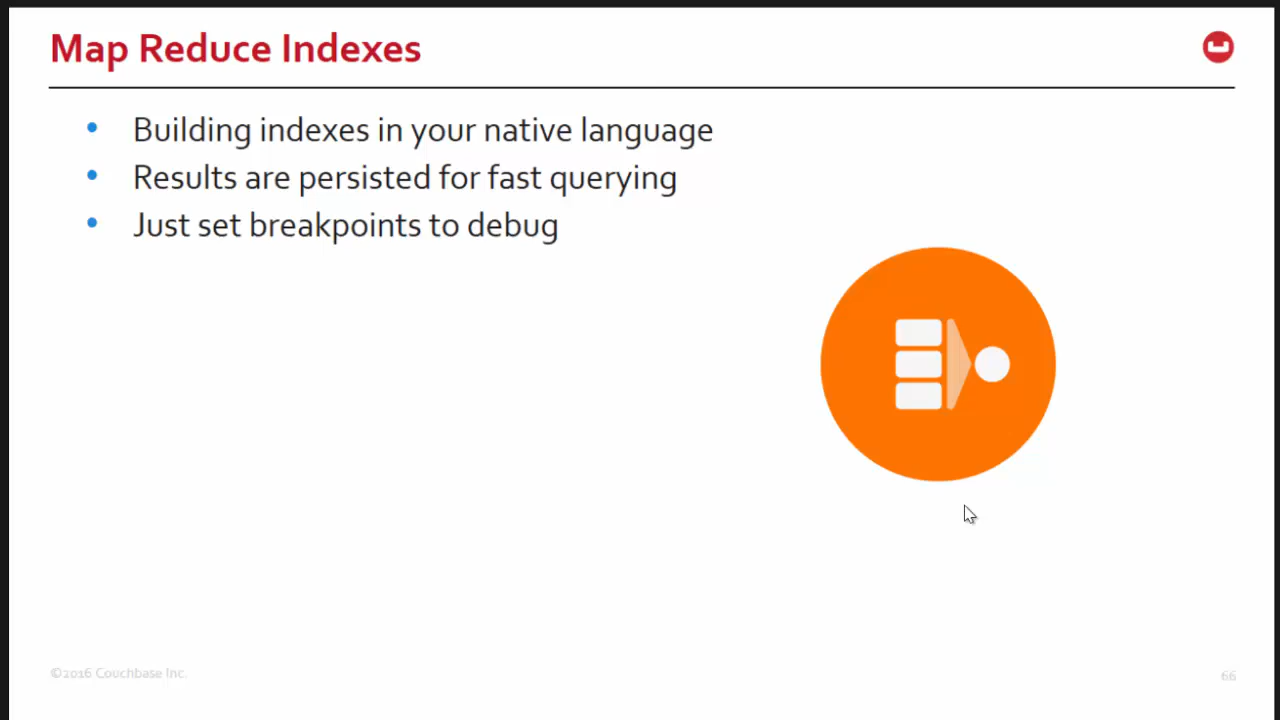 Map Reduce Indexes
Building indexes in your native language
Results are persisted for fast querying
Just set breakpoints to debug
©2016 Couchbase Inc.
66